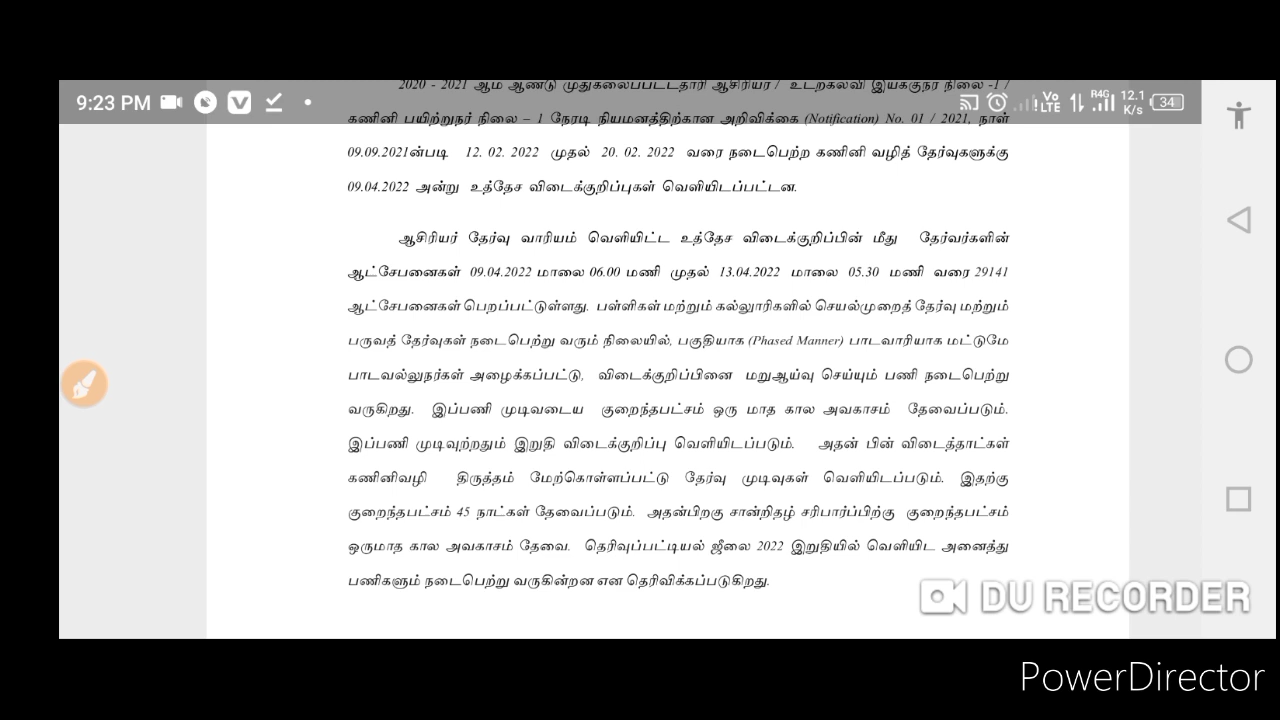 2020 - 2021 ஆம் ஆண்டு முதுகலைப்பட்டதாரி ஆசிரியர் / உடற்கல்வி இயக்குநர் நிலை -1 /
9:23 PM
Vo LTE R4G 12.1 K/s 34
கணினி பயிற்றுநர் நிலை – 1 நேரடி நியமனத்திற்கான அறிவிக்கை (Notification) No. 01 / 2021, நாள்
09.09.2021ன்படி 12. 02. 2022 முதல் 20. 02. 2022 வரை நடைபெற்ற கணினி வழித் தேர்வுகளுக்கு
09.04.2022 அன்று உத்தேச விடைக்குறிப்புகள் வெளியிடப்பட்டன.
ஆசிரியர் தேர்வு வாரியம் வெளியிட்ட உத்தேச விடைக்குறிப்பின் மீது தேர்வர்களின்
ஆட்சேபனைகள் 09.04.2022 மாலை 06.00 மணி முதல் 13.04.2022 மாலை 05.30 மணி வரை 29141
ஆட்சேபனைகள் பெறப்பட்டுள்ளது. பள்ளிகள் மற்றும் கல்லூரிகளில் செயல்முறைத் தேர்வு மற்றும்
பருவத் தேர்வுகள் நடைபெற்று வரும் நிலையில், பகுதியாக (Phased Manner) பாடவாரியாக மட்டுமே
பாடவல்லுநர்கள் அழைக்கப்பட்டு, விடைக்குறிப்பினை மறுஆய்வு செய்யும் பணி நடைபெற்று
வருகிறது. இப்பணி முடிவடைய குறைந்தபட்சம் ஒரு மாத கால அவகாசம் தேவைப்படும்.
இப்பணி முடிவுற்றதும் இறுதி விடைக்குறிப்பு வெளியிடப்படும். அதன் பின் விடைத்தாட்கள்
கணினிவழி திருத்தம் மேற்கொள்ளப்பட்டு தேர்வு முடிவுகள் வெளியிடப்படும். இதற்கு
குறைந்தபட்சம் 45 நாட்கள் தேவைப்படும். அதன்பிறகு சான்றிதழ் சரிபார்ப்பிற்கு குறைந்தபட்சம்
ஒருமாத கால அவகாசம் தேவை. தெரிவுப்பட்டியல் ஜீலை 2022 இறுதியில் வெளியிட அனைத்து
பணிகளும் நடைபெற்று வருகின்றன என தெரிவிக்கப்படுகிறது.
DU RECORDER
PowerDirector